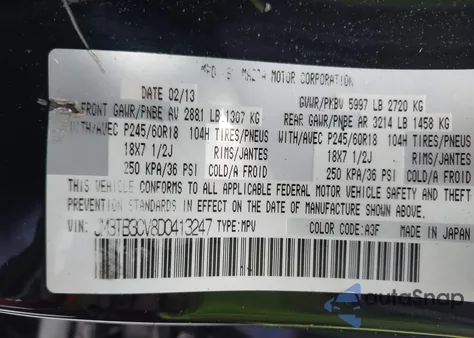 MFD BY MAZDA MOTOR CORPORATION
DATE 02/13 GVWR/PKBV 5997 LB 2720 KG
FRONT GAWR/PNBE AV 2881 LB 1307 KG REAR GAWR/PNBE AR 3214 LB 1458 KG
WITH/AVEC P245/60R18 104H TIRES/PNEUS WITH/AVEC P245/60R18 104H TIRES/PNEUS
18X7 1/2J RIMS/JANTES 18X7 1/2J RIMS/JANTES
250 KPA/36 PSI COLD/A FROID 250 KPA/36 PSI COLD/A FROID
THIS VEHICLE CONFORMS TO ALL APPLICABLE FEDERAL MOTOR VEHICLE SAFETY AND THEFT
PREVENTION STANDARDS IN EFFECT ON THE DATE OF MANUFACTURE SHOWN ABOVE.
VIN: JM3TB3CV8D0413247 TYPE:MPV COLOR CODE:A3F MADE IN JAPAN
autoSnap